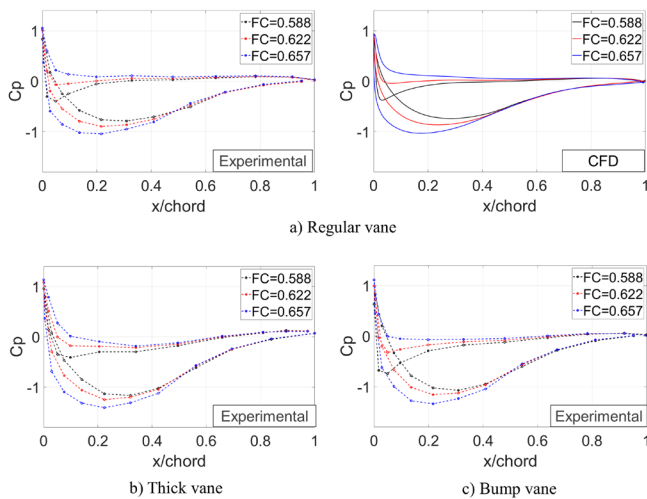 FC=0.588
FC=0.622
FC=0.657
1
0
-1
Cp
Experimental
0 0.2 0.4 0.6 0.8 1
x/chord
FC=0.588
FC=0.622
FC=0.657
1
0
-1
CFD
0 0.2 0.4 0.6 0.8 1
x/chord
a) Regular vane
FC=0.588
FC=0.622
FC=0.657
1
0
-1
Cp
Experimental
0 0.2 0.4 0.6 0.8 1
x/chord
b) Thick vane
FC=0.588
FC=0.622
FC=0.657
1
0
-1
Experimental
0 0.2 0.4 0.6 0.8 1
x/chord
c) Bump vane